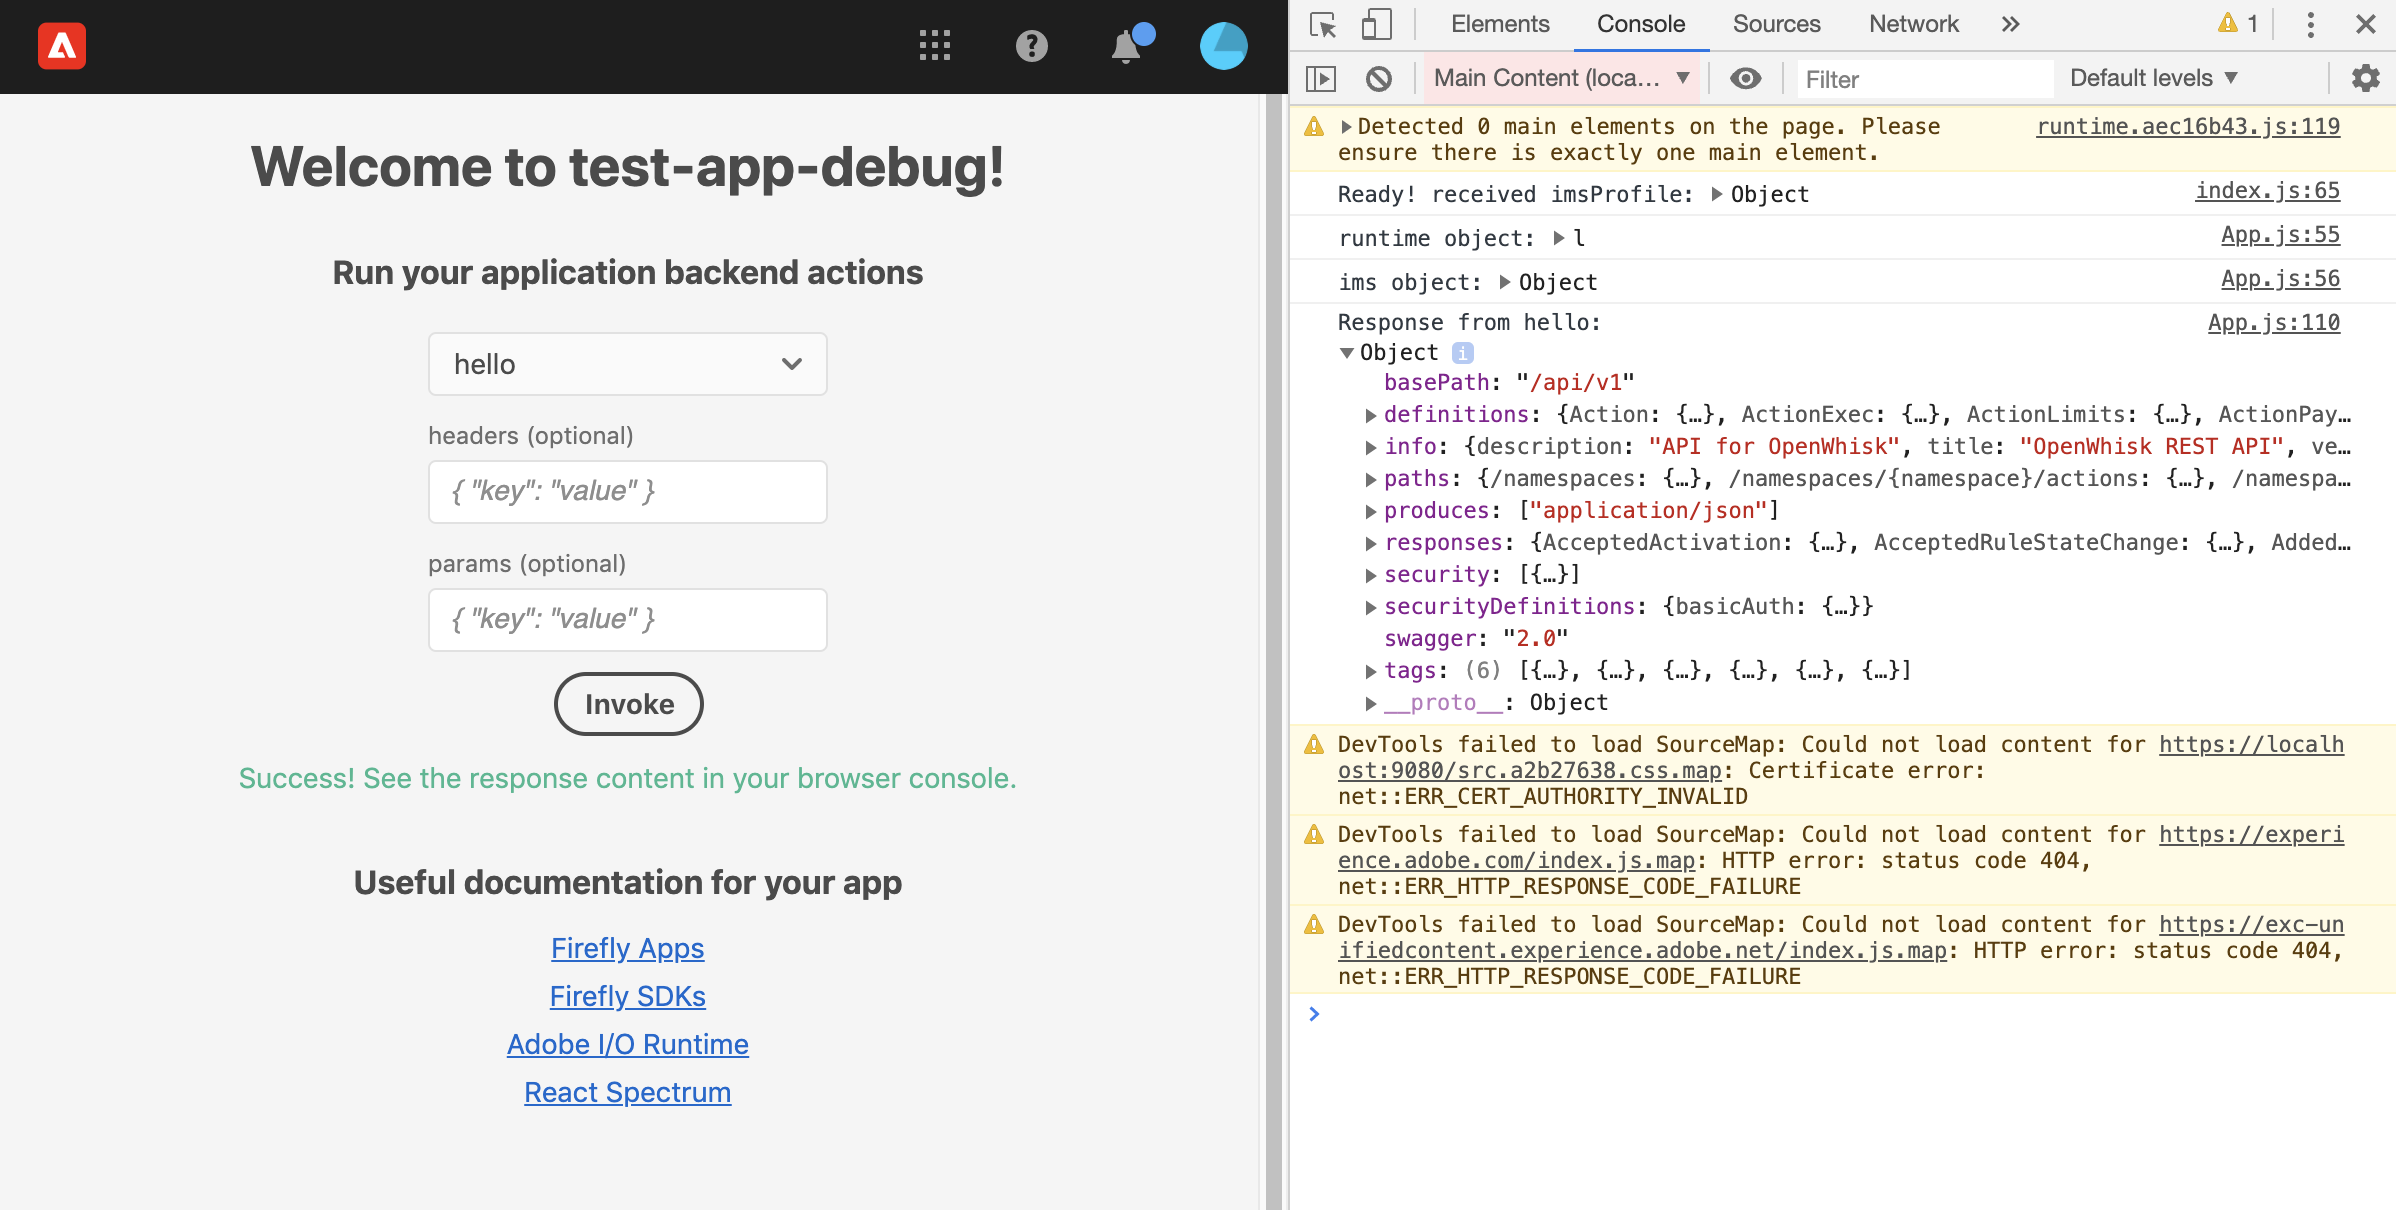 Welcome to test-app-debug!
Run your application backend actions
hello
headers (optional)
{ "key": "value" }
params (optional)
{ "key": "value" }
Invoke
Success! See the response content in your browser console.
Useful documentation for your app
Firefly Apps
Firefly SDKs
Adobe I/O Runtime
React Spectrum
Elements Console Sources Network » 1
Main Content (loca… ▼ Filter Default levels ▼
Detected 0 main elements on the page. Please runtime.aec16b43.js:119
ensure there is exactly one main element.
Ready! received imsProfile: Object index.js:65
runtime object: l App.js:55
ims object: Object App.js:56
Response from hello: App.js:110
Object i
basePath: "/api/v1"
definitions: {Action: {…}, ActionExec: {…}, ActionLimits: {…}, ActionPay…
info: {description: "API for OpenWhisk", title: "OpenWhisk REST API", ve…
paths: {/namespaces: {…}, /namespaces/{namespace}/actions: {…}, /namespa…
produces: ["application/json"]
responses: {AcceptedActivation: {…}, AcceptedRuleStateChange: {…}, Added…
security: [{…}]
securityDefinitions: {basicAuth: {…}}
swagger: "2.0"
tags: (6) [{…}, {…}, {…}, {…}, {…}, {…}]
__proto__: Object
DevTools failed to load SourceMap: Could not load content for https://localh
ost:9080/src.a2b27638.css.map: Certificate error:
net::ERR_CERT_AUTHORITY_INVALID
DevTools failed to load SourceMap: Could not load content for https://experi
ence.adobe.com/index.js.map: HTTP error: status code 404,
net::ERR_HTTP_RESPONSE_CODE_FAILURE
DevTools failed to load SourceMap: Could not load content for https://exc-un
ifiedcontent.experience.adobe.net/index.js.map: HTTP error: status code 404,
net::ERR_HTTP_RESPONSE_CODE_FAILURE